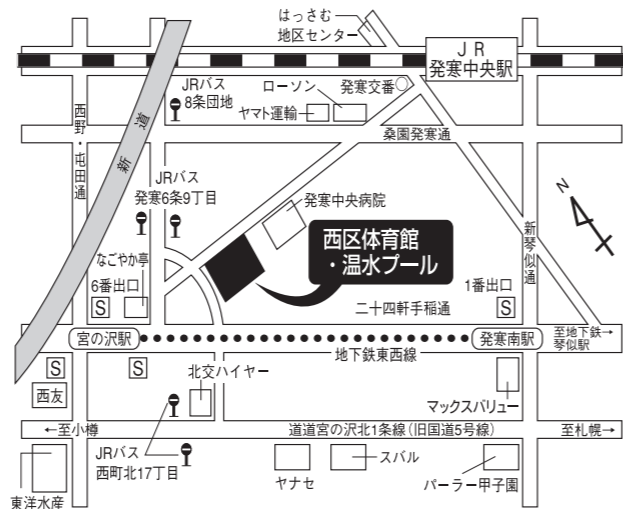 はっさむ
地区センター
JR
発寒中央駅
JRバス
8条団地
ローソン
発寒交番
ヤマト運輸
西野・屯田通
新道
桑園発寒通
JRバス
発寒6条9丁目
発寒中央病院
N
西区体育館
・温水プール
新琴似通
なごやか亭
6番出口
1番出口
S
S
二十四軒手稲通
宮の沢駅
発寒南駅
至地下鉄→
琴似駅
地下鉄東西線
S
S
西友
北交ハイヤー
マックスバリュー
←至小樽
道道宮の沢北1条線(旧国道5号線)
至札幌→
JRバス
西町北17丁目
東洋水産
ヤナセ
スバル
パーラー甲子園